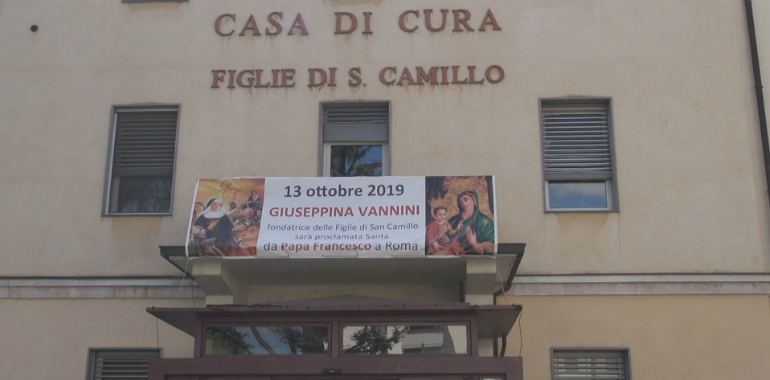 CASA DI CURA
FIGLIE DI S. CAMILLO
13 ottobre 2019
GIUSEPPINA VANNINI
fondatrice delle Figlie di San Camillo
sarà proclamata Santa
da Papa Francesco a Roma